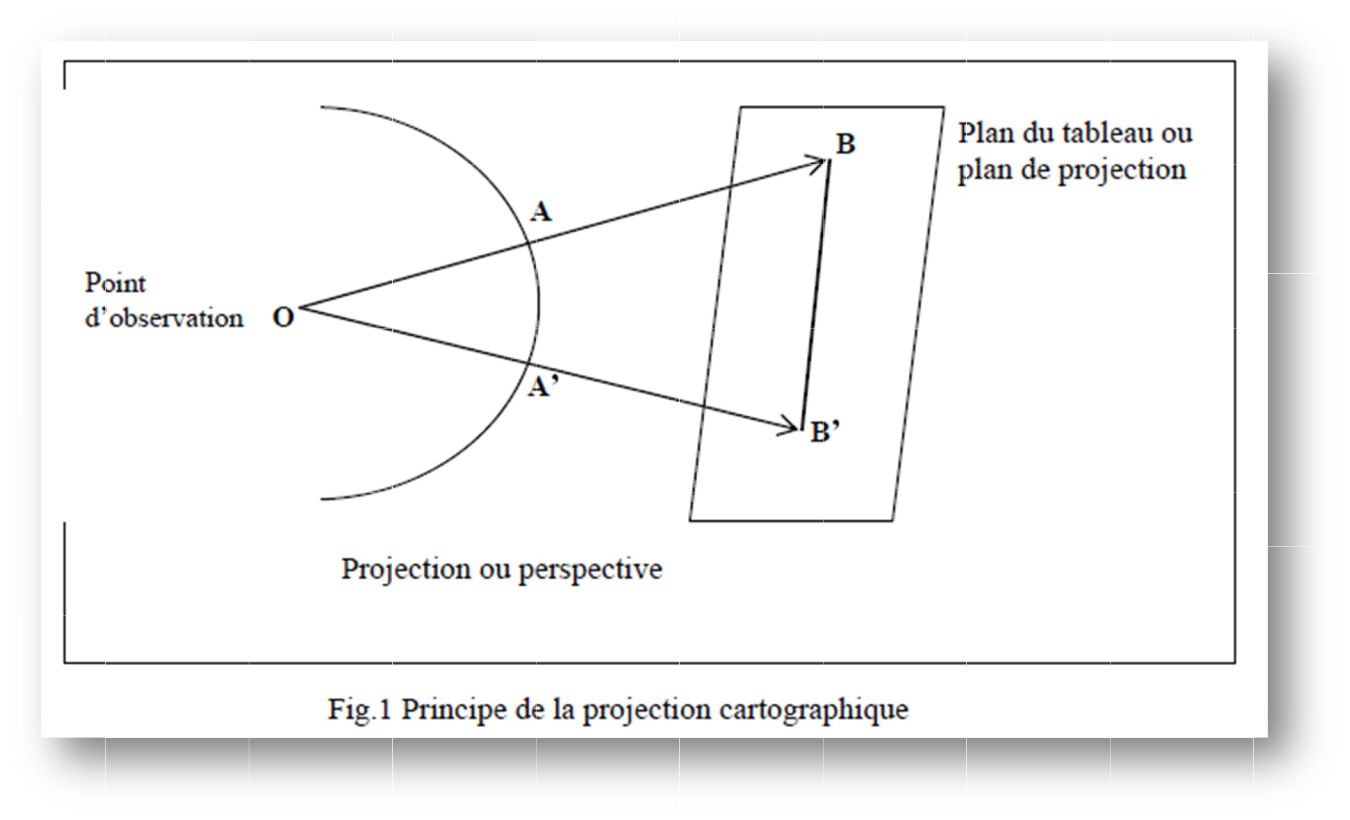 Plan du tableau ou
plan de projection
B
A
Point
d’observation O
A’
B’
Projection ou perspective
Fig.1 Principe de la projection cartographique